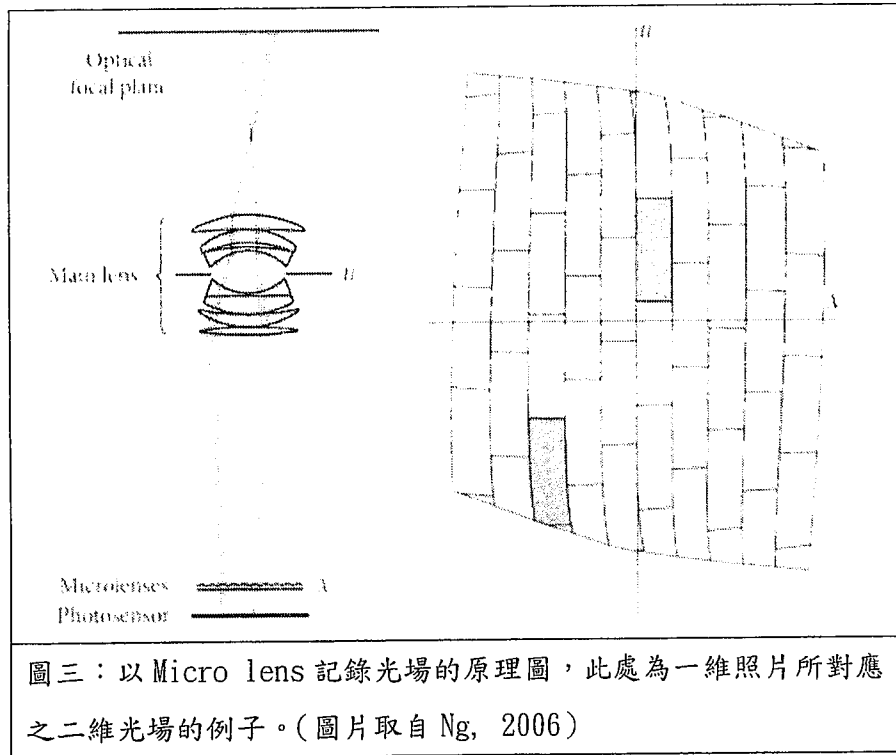 Optical
focal plam
u
Main lens
u
Microlenses
x
Photosensor
圖三：以 Micro lens 記錄光場的原理圖，此處為一維照片所對應
之二維光場的例子。(圖片取自 Ng, 2006)